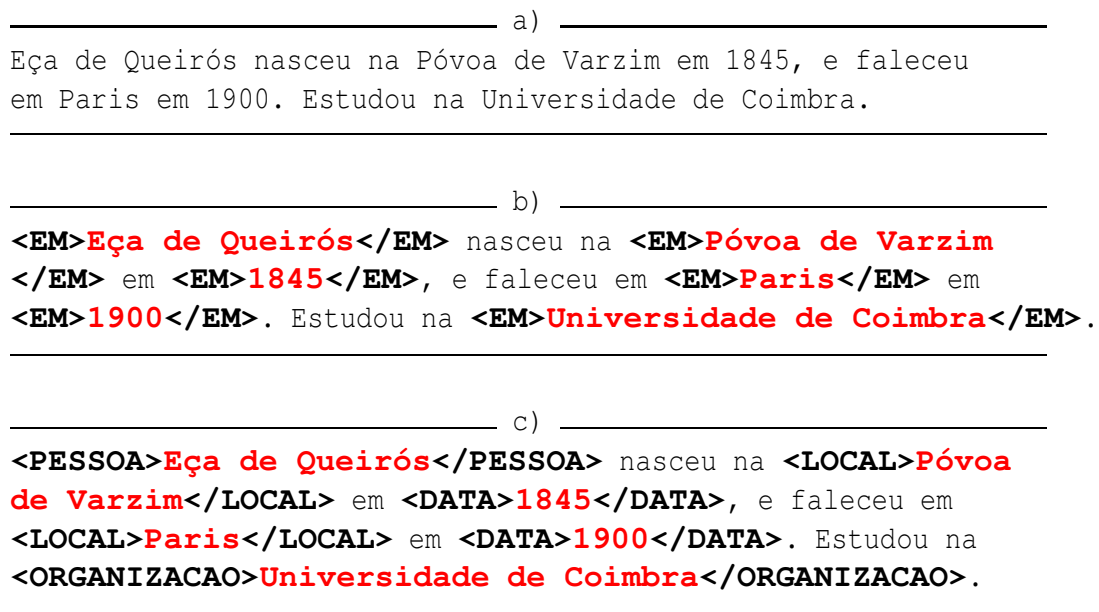 a)
Eça de Queirós nasceu na Póvoa de Varzim em 1845, e faleceu
em Paris em 1900. Estudou na Universidade de Coimbra.
b)
<EM>Eça de Queirós</EM> nasceu na <EM>Póvoa de Varzim
</EM> em <EM>1845</EM>, e faleceu em <EM>Paris</EM> em
<EM>1900</EM>. Estudou na <EM>Universidade de Coimbra</EM>.
c)
<PESSOA>Eça de Queirós</PESSOA> nasceu na <LOCAL>Póvoa
de Varzim</LOCAL> em <DATA>1845</DATA>, e faleceu em
<LOCAL>Paris</LOCAL> em <DATA>1900</DATA>. Estudou na
<ORGANIZACAO>Universidade de Coimbra</ORGANIZACAO>.